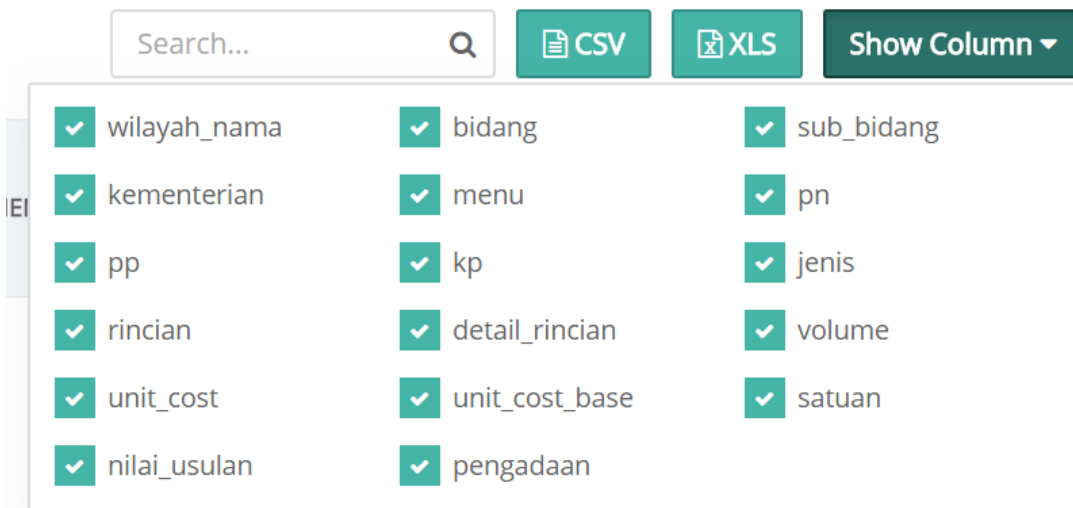 Search... CSV XLS Show Column
wilayah_nama bidang sub_bidang
kementerian menu pn
pp kp jenis
rincian detail_rincian volume
unit_cost unit_cost_base satuan
nilai_usulan pengadaan